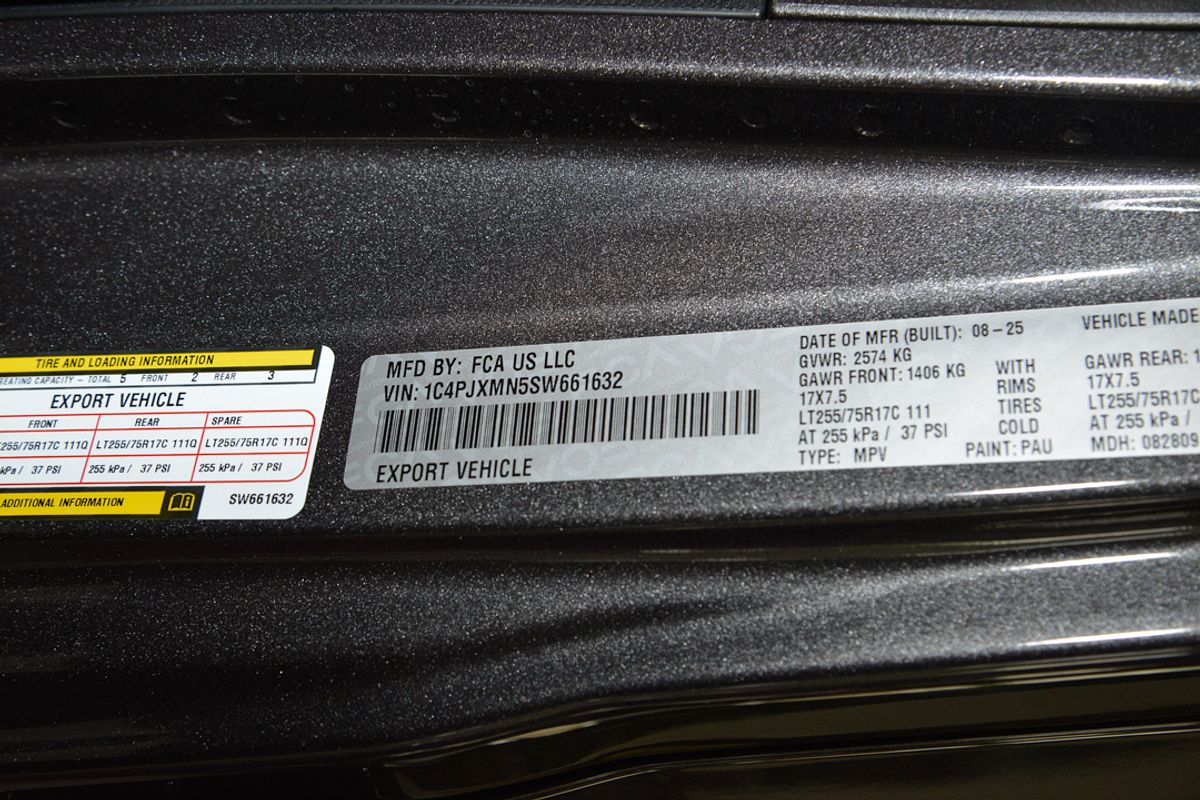 TIRE AND LOADING INFORMATION
SEATING CAPACITY - TOTAL 5 FRONT 2 REAR 3
EXPORT VEHICLE
FRONT REAR SPARE
LT255/75R17C 111Q LT255/75R17C 111Q
kPa / 37 PSI 255 kPa / 37 PSI 255 kPa / 37 PSI
ADDITIONAL INFORMATION
SW661632
MFD BY: FCA US LLC
VIN: 1C4PJXMN5SW661632
EXPORT VEHICLE
DATE OF MFR (BUILT): 08-25
GVWR: 2574 KG
GAWR FRONT: 1406 KG
17X7.5
LT255/75R17C 111
AT 255 kPa / 37 PSI
TYPE: MPV
WITH
RIMS
TIRES
COLD
PAINT: PAU
VEHICLE MADE
GAWR REAR: 1
17X7.5
LT255/75R17C
AT 255 kPa /
MDH: 082809